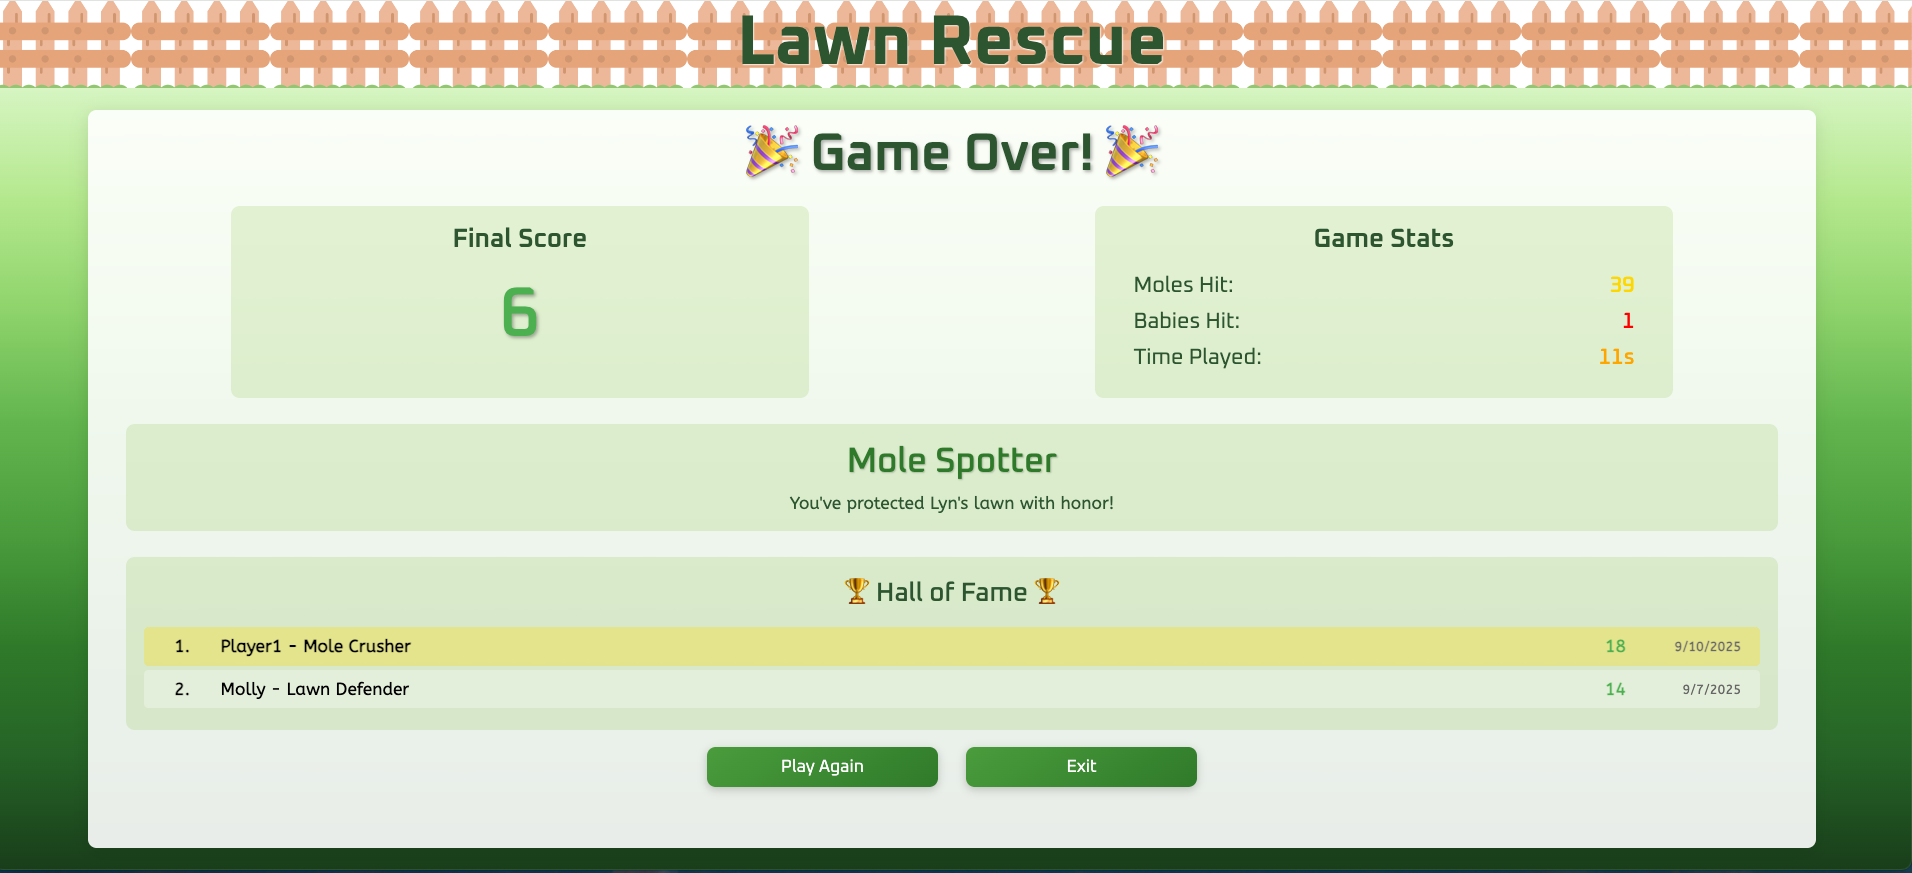 Lawn Rescue
🎉 Game Over! 🎉
Final Score
6
Game Stats
Moles Hit: 39
Babies Hit: 1
Time Played: 11s
Mole Spotter
You've protected Lyn's lawn with honor!
🏆 Hall of Fame 🏆
1. Player1 - Mole Crusher 18 9/10/2025
2. Molly - Lawn Defender 14 9/7/2025
Play Again Exit